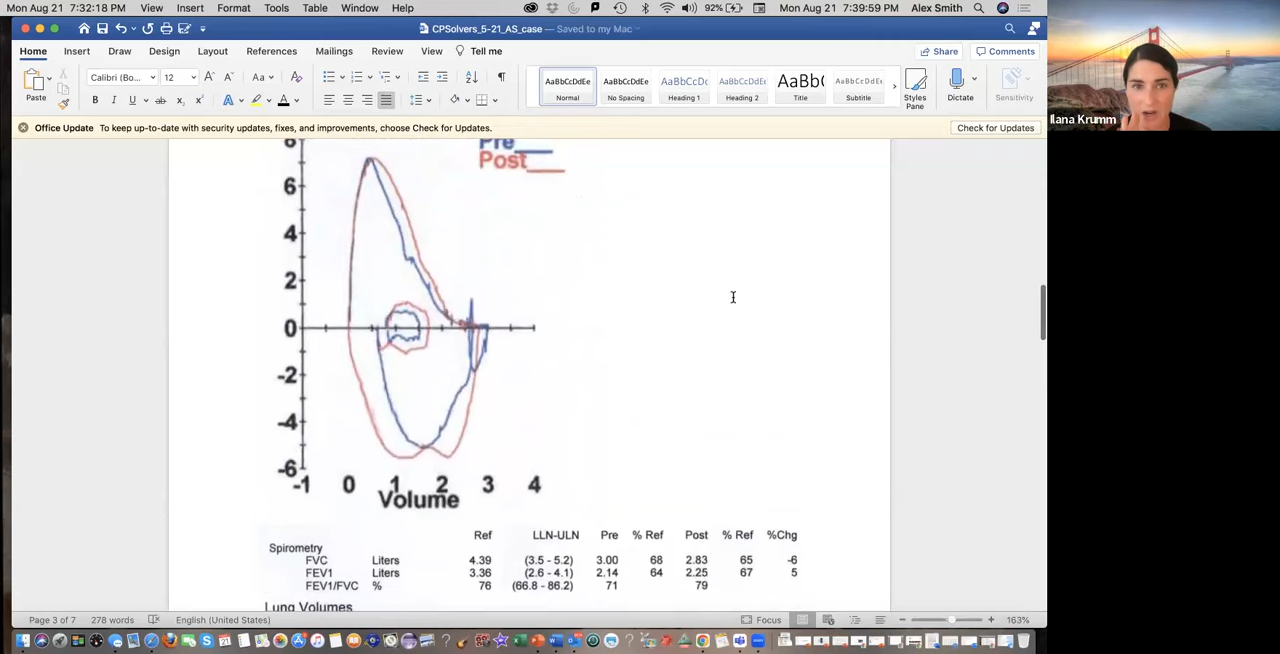 Mon Aug 21 7:32:18 PM View Insert Format Tools Table Window Help 92% Mon Aug 21 7:39:59 PM Alex Smith
CPSolvers_5-21_AS_case — Saved to my Mac
Home Insert Draw Design Layout References Mailings Review View Tell me Share Comments
Paste Calibri (Bo... 12 Aa
AaBbCcDdEe AaBbCcDdEe AaBbCcDc AaBbCcDdEe AaBb( AaBbCcDdEe
Normal No Spacing Heading 1 Heading 2 Title Subtitle Styles Pane Dictate Sensitivity
Office Update To keep up-to-date with security updates, fixes, and improvements, choose Check for Updates. Check for Updates
Ilana Krumm
8
Pre
Post
6
4
2
0
-2
-4
-6
-1 0 1 2 3 4
Volume
Ref LLN-ULN Pre % Ref Post % Ref %Chg
Spirometry
FVC Liters 4.39 (3.5 - 5.2) 3.00 68 2.83 65 -6
FEV1 Liters 3.36 (2.6 - 4.1) 2.14 64 2.25 67 5
FEV1/FVC % 76 (66.8 - 86.2) 71 79
Lung Volumes
Page 3 of 7 278 words English (United States) Focus 163%